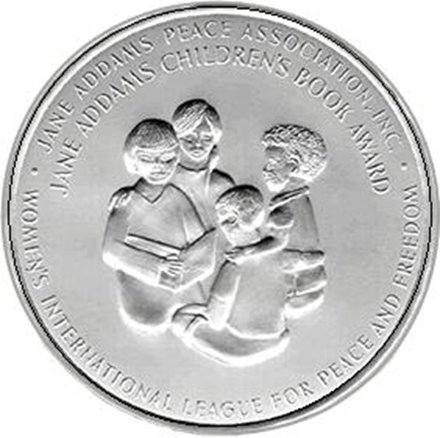 JANE ADDAMS PEACE ASSOCIATION, INC.
JANE ADDAMS CHILDREN'S BOOK AWARD
WOMEN'S INTERNATIONAL LEAGUE FOR PEACE AND FREEDOM